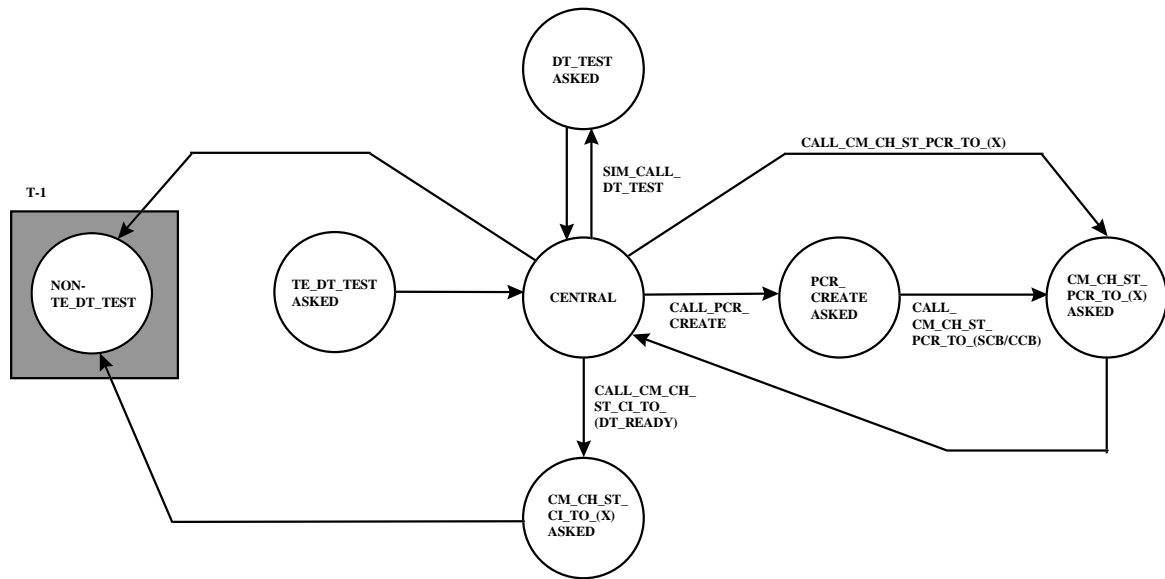 DT_TEST
ASKED
CALL_CM_CH_ST_PCR_TO_(X)
SIM_CALL_
DT_TEST
T-1
NON-
TE_DT_TEST
TE_DT_TEST
ASKED
CENTRAL
CALL_PCR_
CREATE
PCR_
CREATE
ASKED
CALL_
CM_CH_ST_
PCR_TO_(SCB/CCB)
CM_CH_ST_
PCR_TO_(X)
ASKED
CALL_CM_CH_
ST_CI_TO_
(DT_READY)
CM_CH_ST_
CI_TO_(X)
ASKED